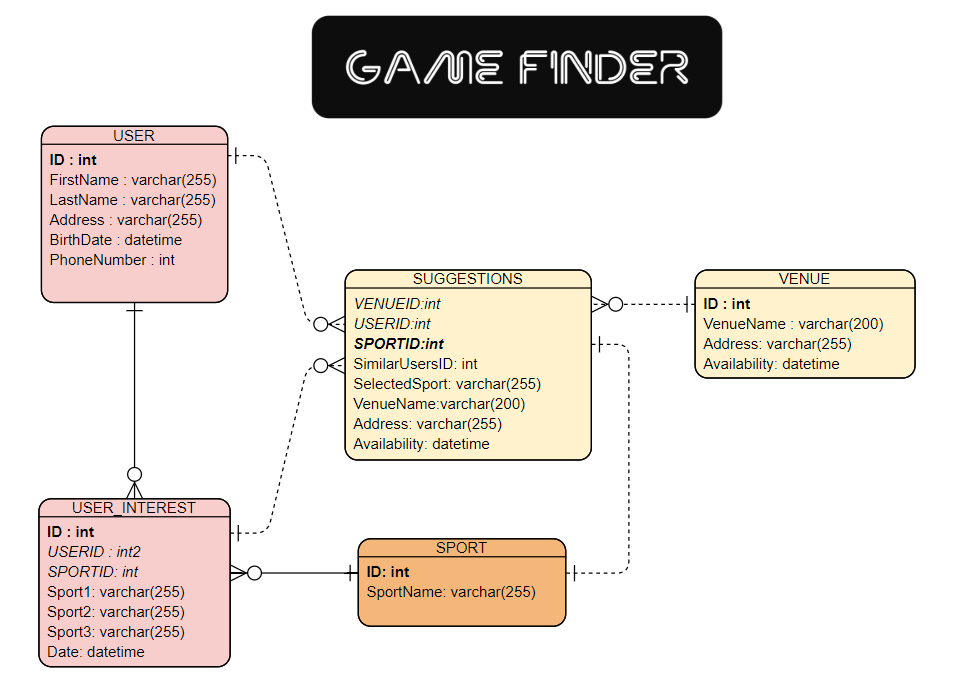 GAME FINDER
USER
ID : int
FirstName : varchar(255)
LastName : varchar(255)
Address : varchar(255)
BirthDate : datetime
PhoneNumber : int
SUGGESTIONS
VENUEID:int
USERID:int
SPORTID:int
SimilarUsersID: int
SelectedSport: varchar(255)
VenueName:varchar(200)
Address: varchar(255)
Availability: datetime
VENUE
ID : int
VenueName : varchar(200)
Address: varchar(255)
Availability: datetime
USER_INTEREST
ID : int
USERID : int2
SPORTID: int
Sport1: varchar(255)
Sport2: varchar(255)
Sport3: varchar(255)
Date: datetime
SPORT
ID: int
SportName: varchar(255)